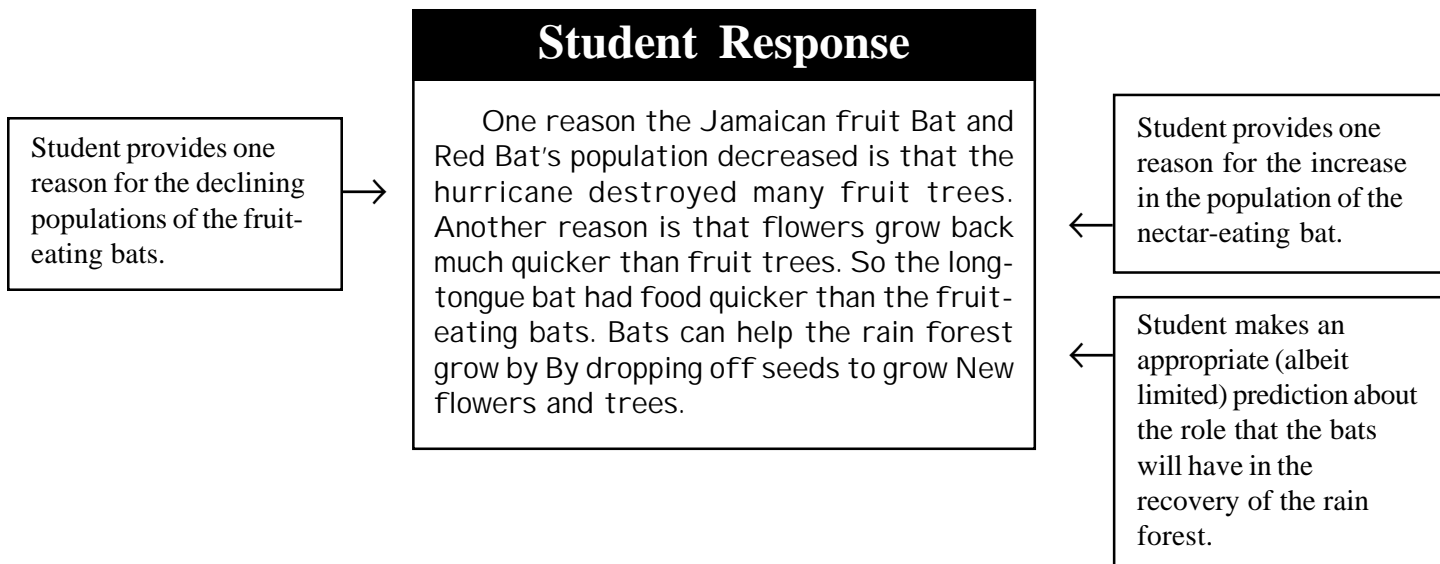 Student Response
Student provides one
reason for the declining
populations of the fruit-
eating bats.
One reason the Jamaican fruit Bat and
Red Bat's population decreased is that the
hurricane destroyed many fruit trees.
Another reason is that flowers grow back
much quicker than fruit trees. So the long-
tongue bat had food quicker than the fruit-
eating bats. Bats can help the rain forest
grow by By dropping off seeds to grow New
flowers and trees.
Student provides one
reason for the increase
in the population of the
nectar-eating bat.
Student makes an
appropriate (albeit
limited) prediction about
the role that the bats
will have in the
recovery of the rain
forest.